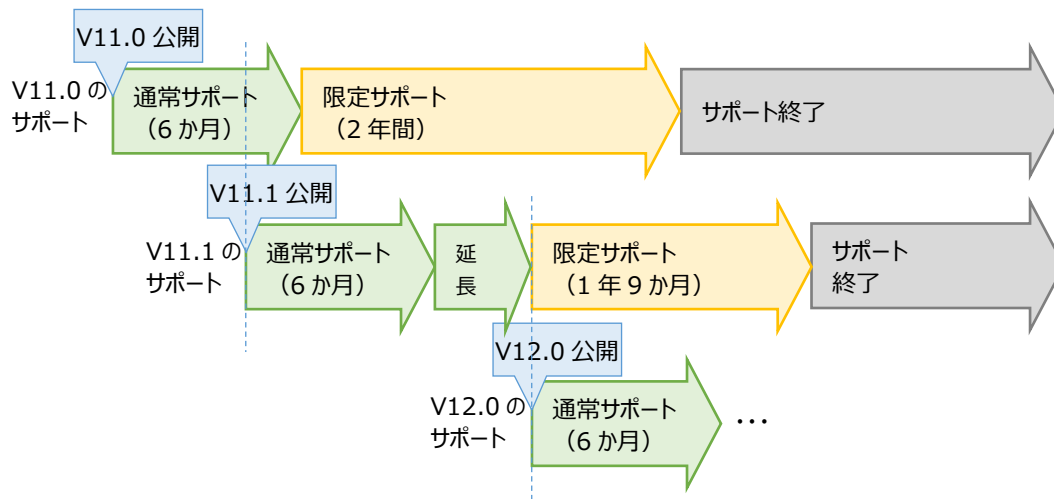 V11.0 公開
V11.0 の
サポート
通常サポート
（6 か月）
限定サポート
（2 年間）
サポート終了
V11.1 公開
V11.1 の
サポート
通常サポート
（6 か月）
延
長
限定サポート
（1 年 9 か月）
サポート
終了
V12.0 公開
V12.0 の
サポート
通常サポート
（6 か月）
…